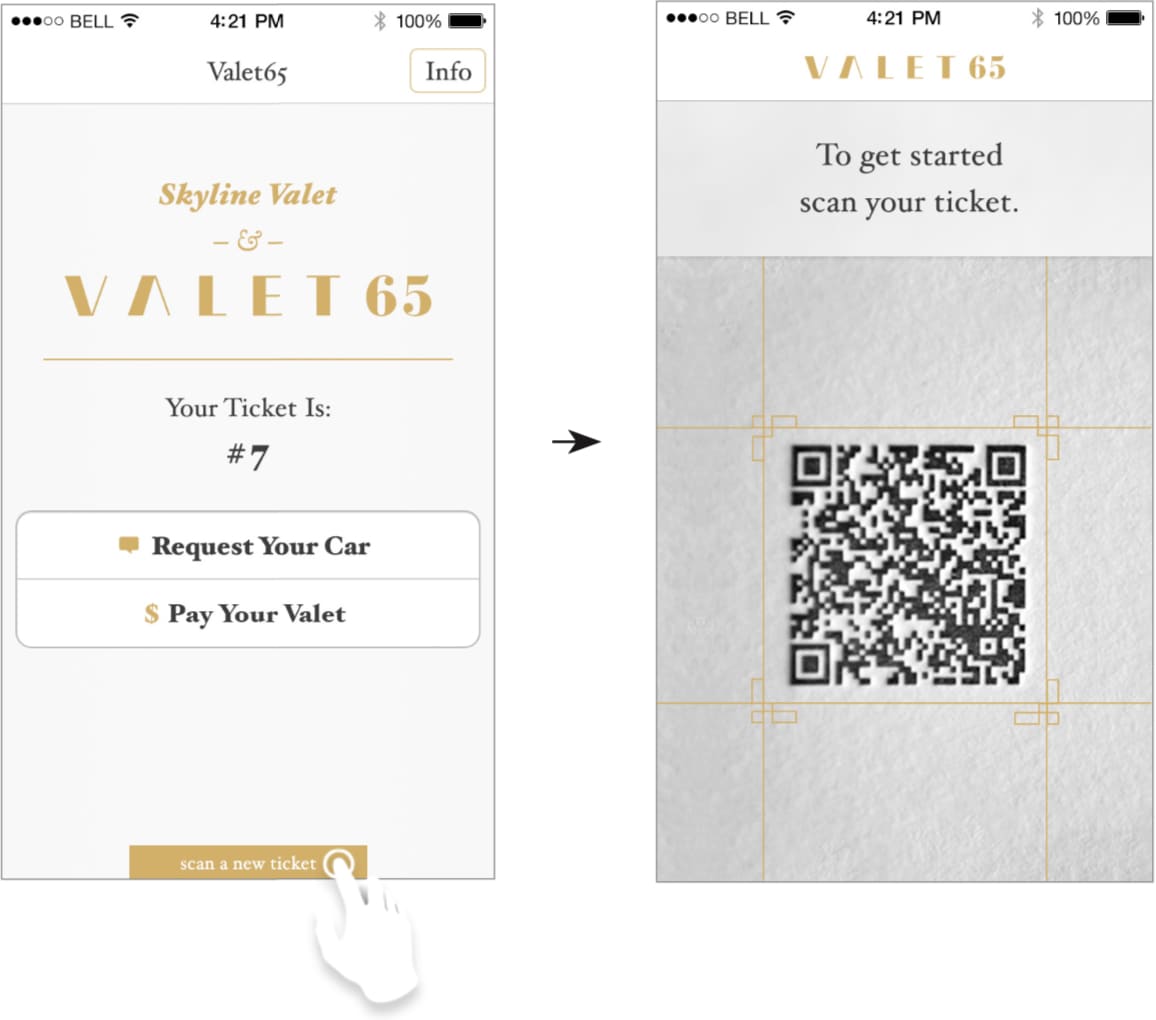 BELL 4:21 PM 100%
Valet65 Info
Skyline Valet
– & –
VALET 65
Your Ticket Is:
#7
Request Your Car
$ Pay Your Valet
scan a new ticket
BELL 4:21 PM 100%
VALET 65
To get started
scan your ticket.